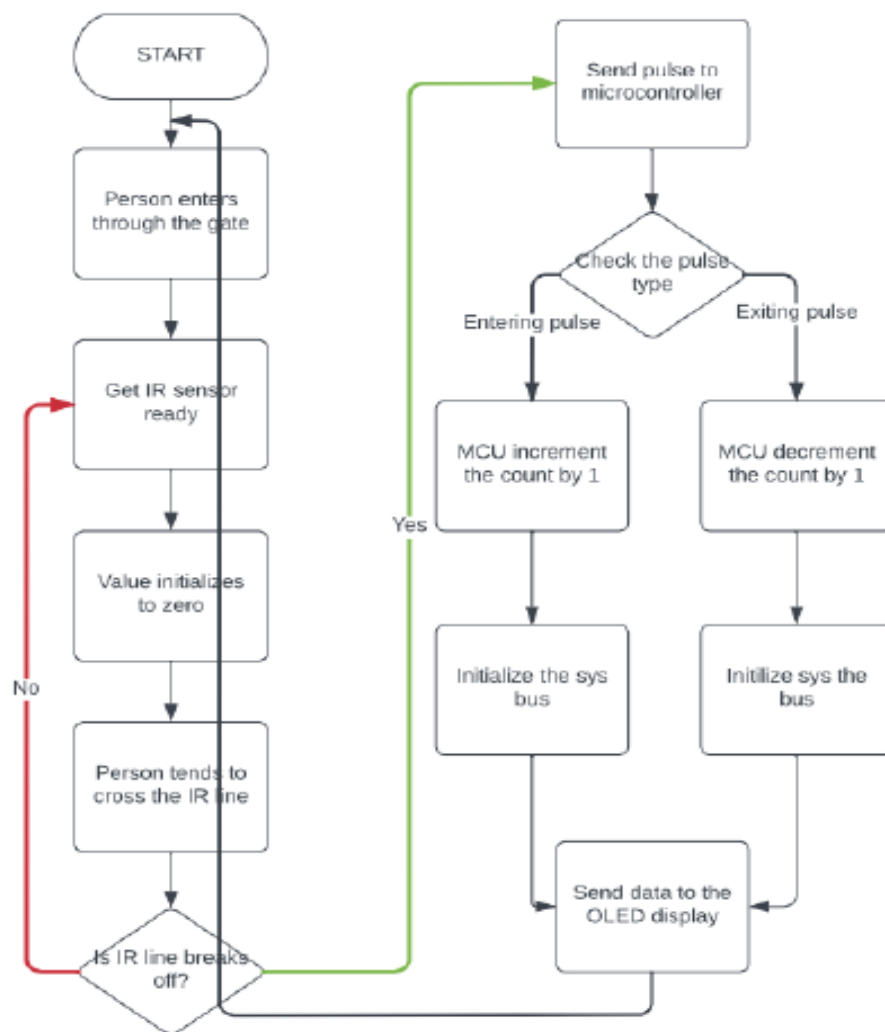 START
Person enters
through the gate
Get IR sensor
ready
Value initializes
to zero
No
Person tends to
cross the IR line
Is IR line breaks
off?
Yes
Send pulse to
microcontroller
Check the pulse
type
Entering pulse
Exiting pulse
MCU increment
the count by 1
MCU decrement
the count by 1
Initialize the sys
bus
Initilize sys the
bus
Send data to the
OLED display